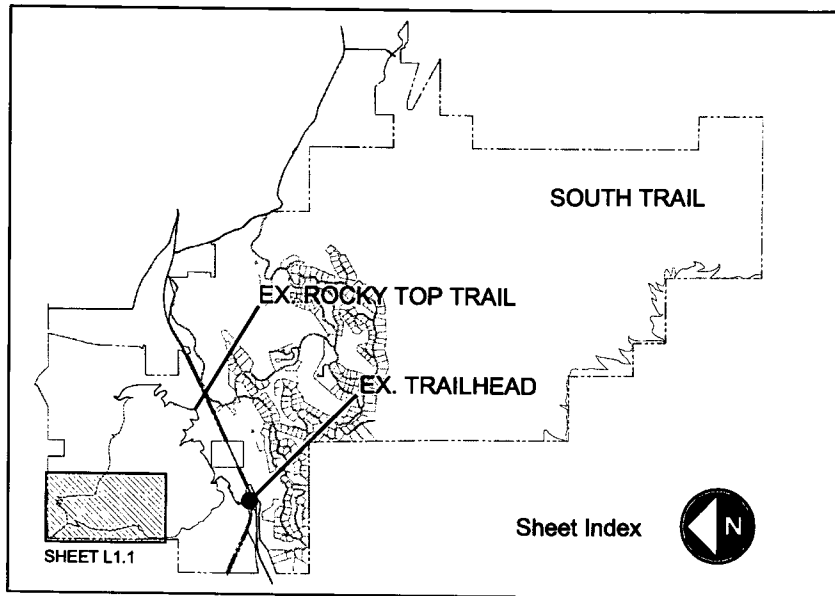 SOUTH TRAIL
EX. ROCKY TOP TRAIL
EX. TRAILHEAD
SHEET L1.1
Sheet Index
N